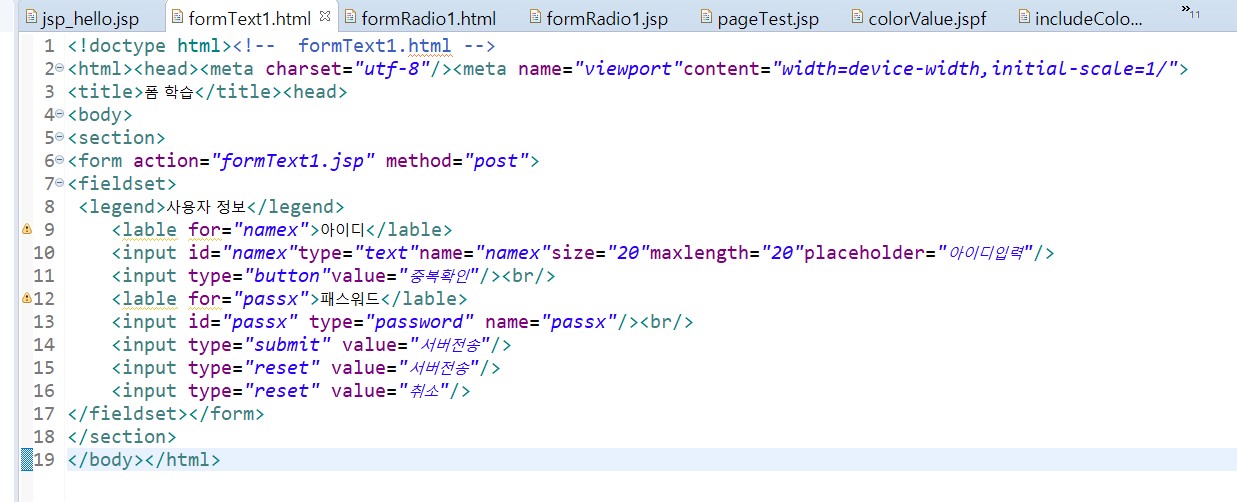 jsp_hello.jsp formText1.html formRadio1.html formRadio1.jsp pageTest.jsp colorValue.jspf includeColo... »11
1 <!doctype html><!--  formText1.html -->
2 <html><head><meta charset="utf-8"/><meta name="viewport"content="width=device-width,initial-scale=1/">
3 <title>폼 학습</title><head>
4 <body>
5 <section>
6 <form action="formText1.jsp" method="post">
7 <fieldset>
8  <legend>사용자 정보</legend>
9     <lable for="namex">아이디</lable>
10     <input id="namex"type="text"name="namex"size="20"maxlength="20"placeholder="아이디입력"/>
11     <input type="button"value="중복확인"/><br/>
12     <lable for="passx">패스워드</lable>
13     <input id="passx" type="password" name="passx"/><br/>
14     <input type="submit" value="서버전송"/>
15     <input type="reset" value="서버전송"/>
16     <input type="reset" value="취소"/>
17 </fieldset></form>
18 </section>
19 </body></html>